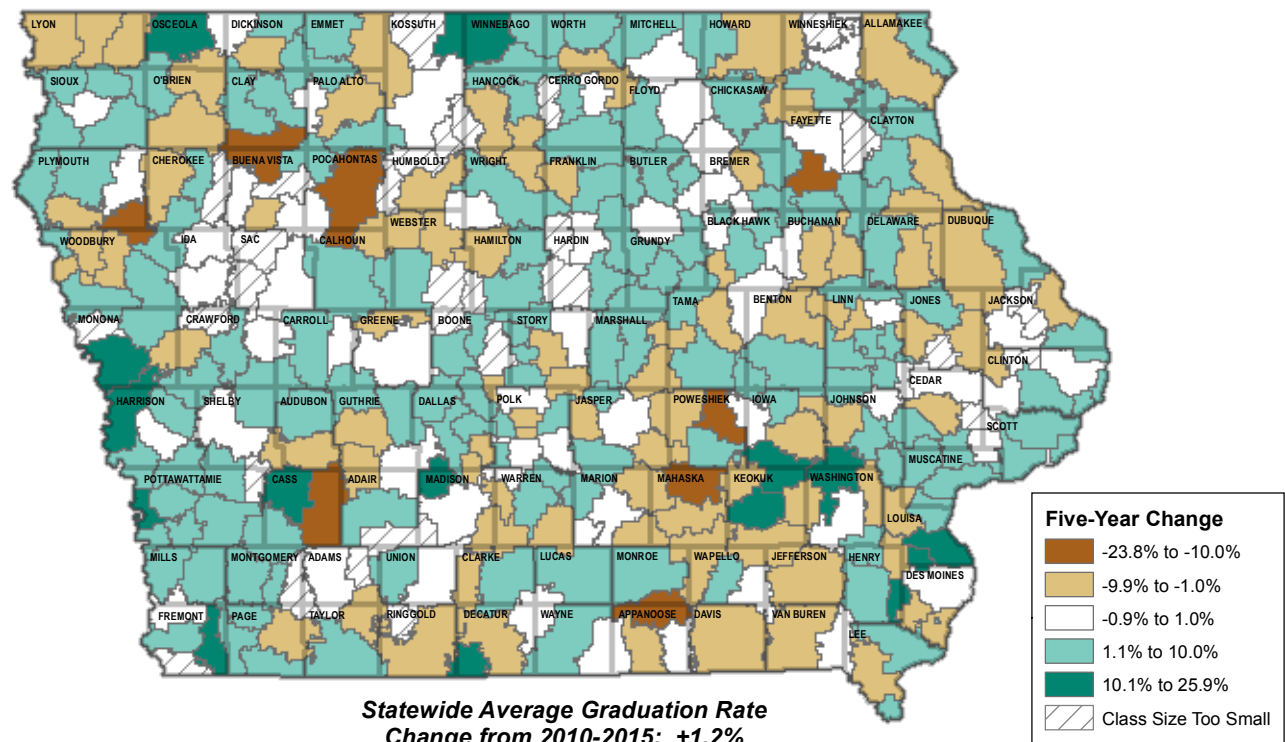 LYON OSCEOLA DICKINSON EMMET KOSSUTH WINNEBAGO WORTH MITCHELL HOWARD WINNESHIEK ALLAMAKEE
SIOUX O'BRIEN CLAY PALO ALTO HANCOCK CERRO GORDO FLOYD CHICKASAW
FAYETTE CLAYTON
PLYMOUTH CHEROKEE BUENA VISTA POCAHONTAS HUMBOLDT WRIGHT FRANKLIN BUTLER BREMER
WEBSTER BLACK HAWK BUCHANAN DELAWARE DUBUQUE
WOODBURY IDA SAC CALHOUN HAMILTON HARDIN GRUNDY
TAMA BENTON LINN JONES JACKSON
MONONA CRAWFORD CARROLL GREENE BOONE STORY MARSHALL
CLINTON
CEDAR
HARRISON SHELBY AUDUBON GUTHRIE DALLAS POLK JASPER POWESHIEK IOWA JOHNSON
SCOTT
MUSCATINE
POTTAWATTAMIE CASS ADAIR MADISON WARREN MARION MAHASKA KEOKUK WASHINGTON
LOUISA
MILLS MONTGOMERY ADAMS UNION CLARKE LUCAS MONROE WAPELLO JEFFERSON HENRY
DES MOINES
FREMONT PAGE TAYLOR RINGGOLD DECATUR WAYNE APPANOOSE DAVIS VAN BUREN
LEE
Five-Year Change
-23.8% to -10.0%
-9.9% to -1.0%
-0.9% to 1.0%
1.1% to 10.0%
10.1% to 25.9%
Class Size Too Small
Statewide Average Graduation Rate
Change from 2010-2015: +1.2%